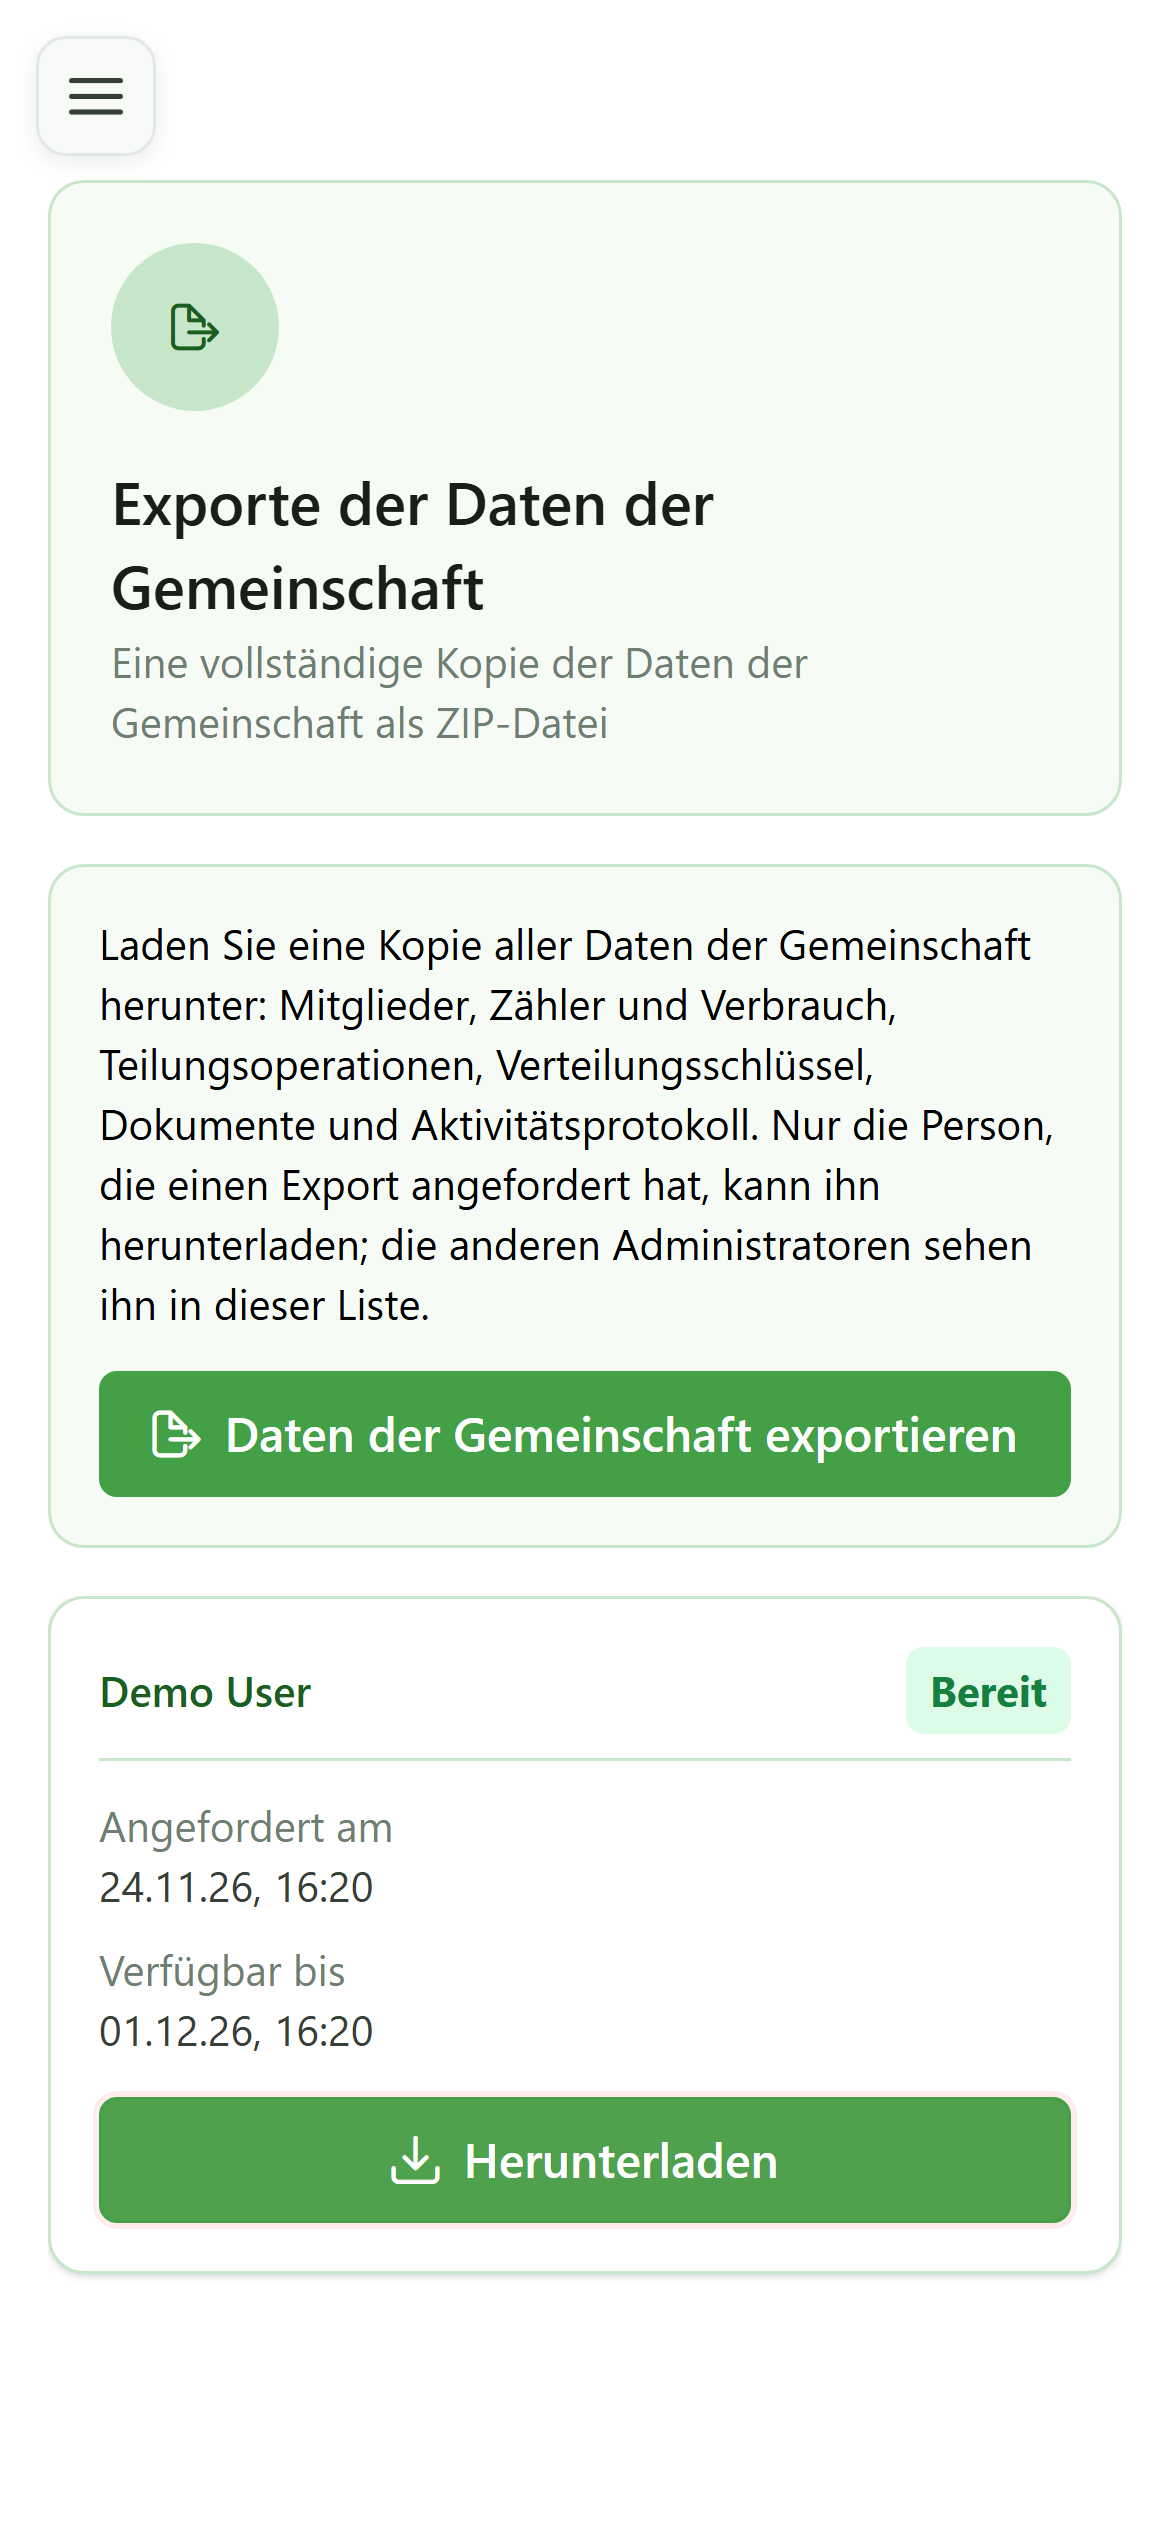 Exporte der Daten der
Gemeinschaft
Eine vollständige Kopie der Daten der
Gemeinschaft als ZIP-Datei
Laden Sie eine Kopie aller Daten der Gemeinschaft
herunter: Mitglieder, Zähler und Verbrauch,
Teilungsoperationen, Verteilungsschlüssel,
Dokumente und Aktivitätsprotokoll. Nur die Person,
die einen Export angefordert hat, kann ihn
herunterladen; die anderen Administratoren sehen
ihn in dieser Liste.
Daten der Gemeinschaft exportieren
Demo User
Bereit
Angefordert am
24.11.26, 16:20
Verfügbar bis
01.12.26, 16:20
Herunterladen